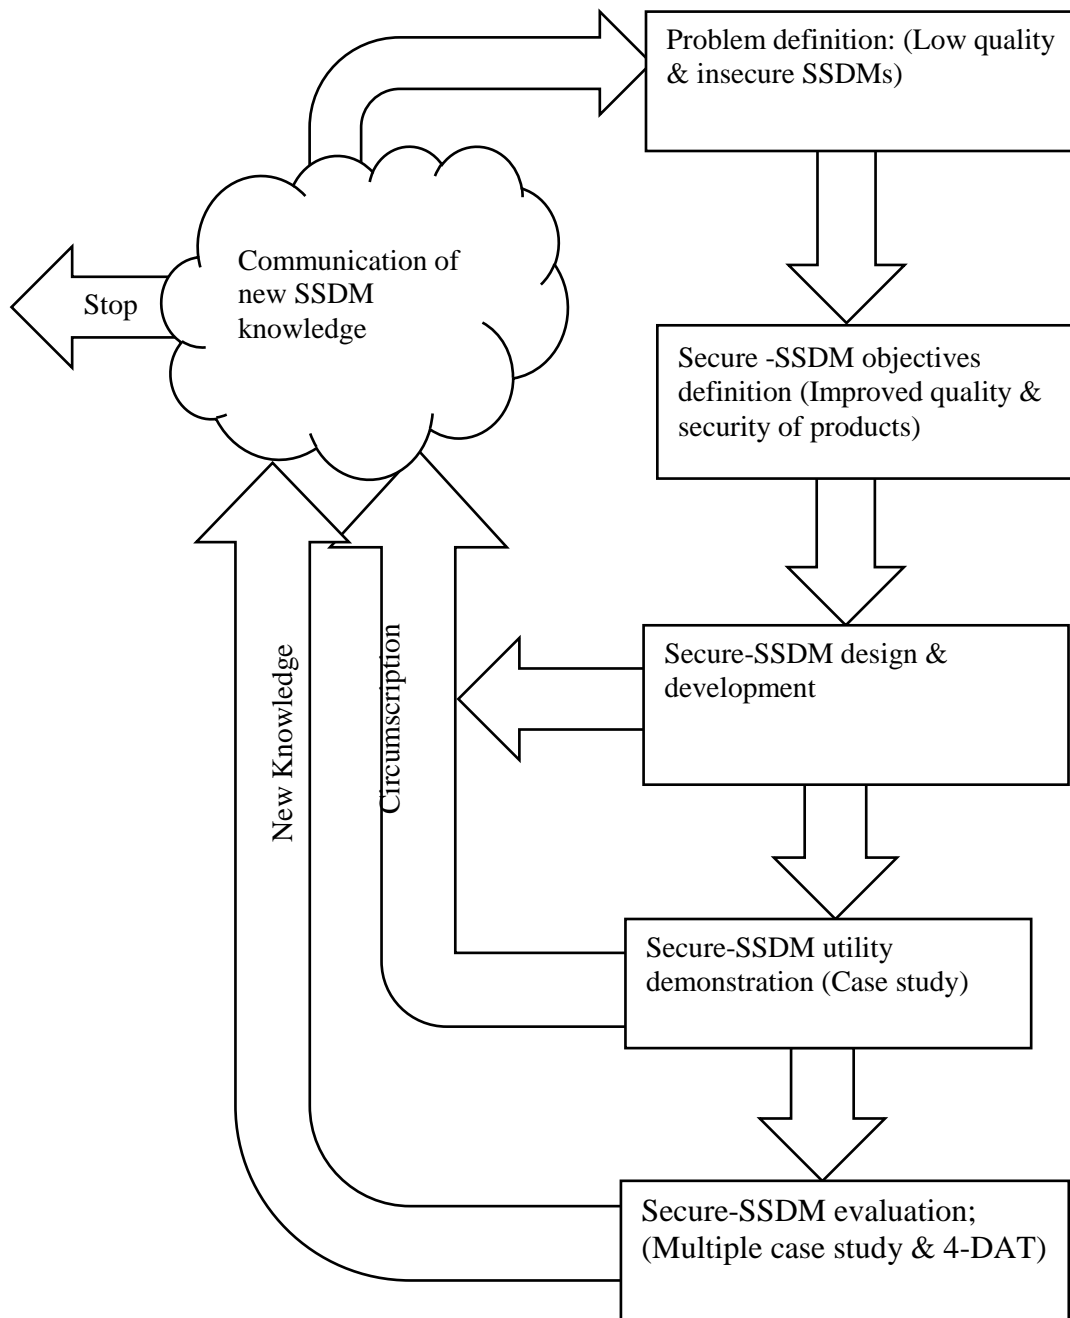 Problem definition: (Low quality
& insecure SSDMs)
Communication of
new SSDM
knowledge
Stop
Secure -SSDM objectives
definition (Improved quality &
security of products)
Secure-SSDM design &
development
New Knowledge
Circumscription
Secure-SSDM utility
demonstration (Case study)
Secure-SSDM evaluation;
(Multiple case study & 4-DAT)